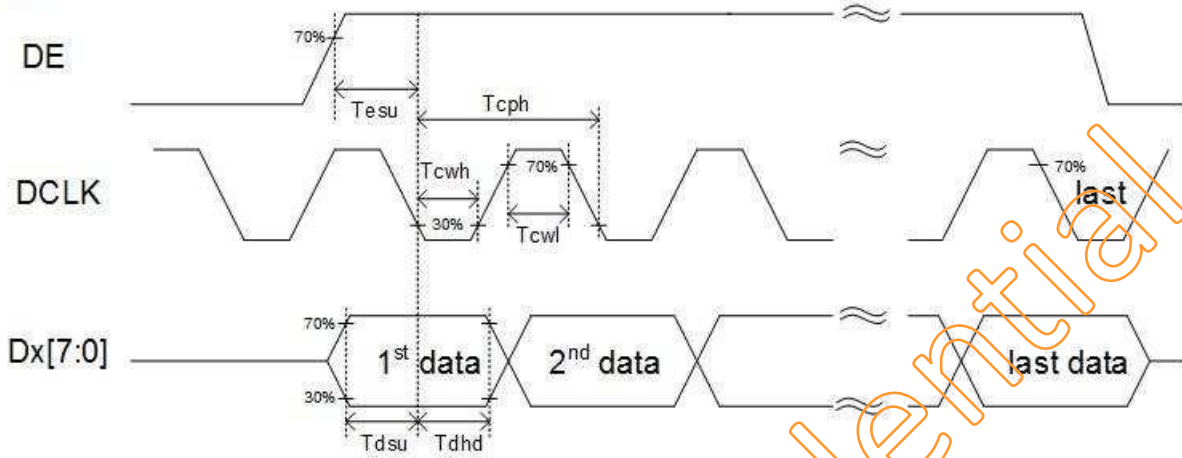 DE
70%
Tesu
Tcph
DCLK
Tcwh
30%
70%
Tcwl
70%
last
Dx[7:0]
70%
30%
1st data
2nd data
last data
Tdsu
Tdhd
ential